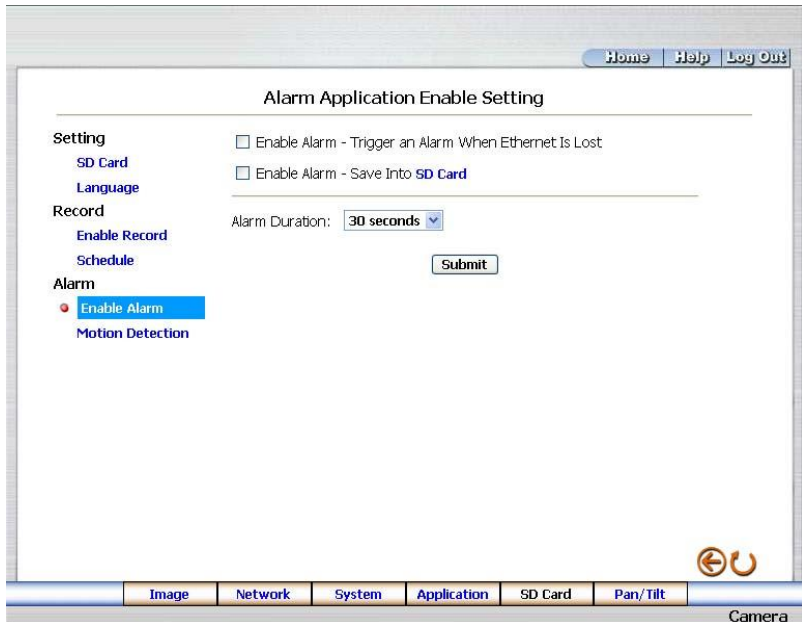 Home Help Log Out
Alarm Application Enable Setting
Setting
SD Card
Language
Record
Enable Record
Schedule
Alarm
Enable Alarm
Motion Detection
Enable Alarm - Trigger an Alarm When Ethernet Is Lost
Enable Alarm - Save Into SD Card
Alarm Duration: 30 seconds
Submit
Image Network System Application SD Card Pan/Tilt
Camera